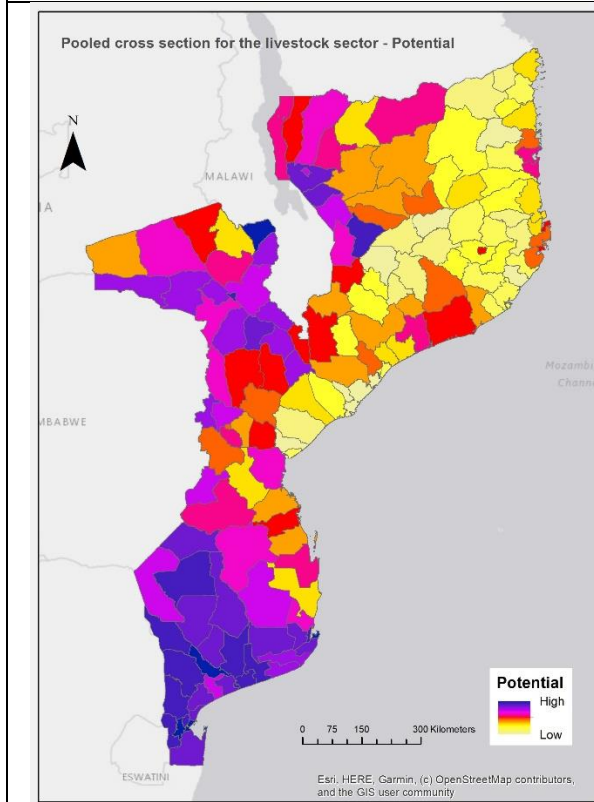 Pooled cross section for the livestock sector - Potential
N
MALAWI
IA
MBABWE
Mozambi
Channe
Potential
High
Low
0 75 150 300 Kilometers
ESWATINI
Esri, HERE, Garmin, (c) OpenStreetMap contributors,
and the GIS user community